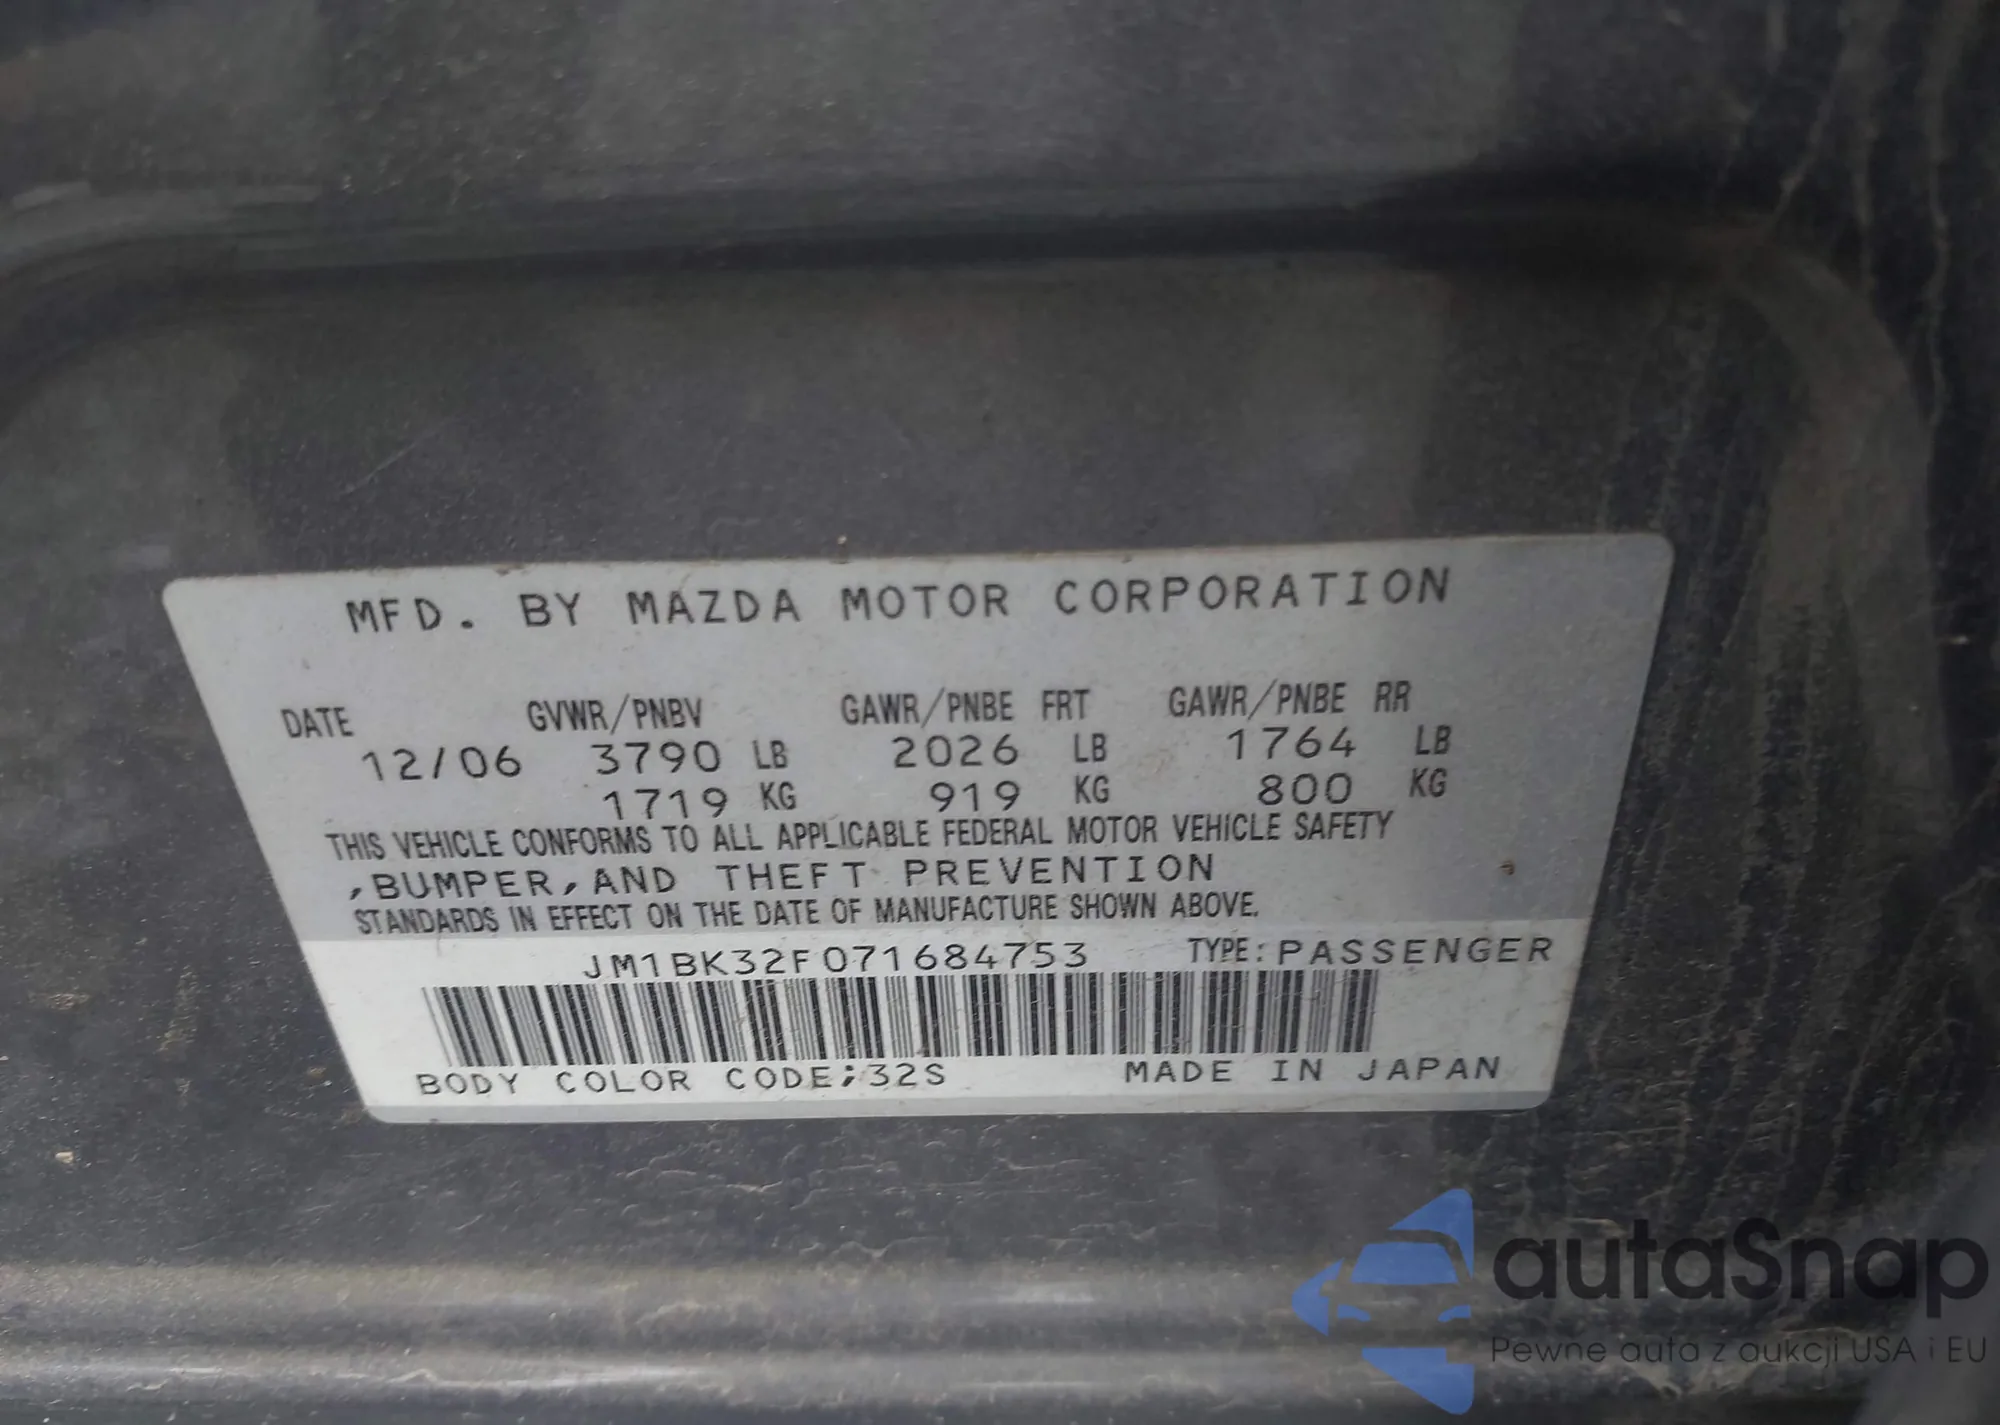 MFD. BY MAZDA MOTOR CORPORATION
DATE GVWR/PNBV GAWR/PNBE FRT GAWR/PNBE RR
12/06 3790 LB 2026 LB 1764 LB
1719 KG 919 KG 800 KG
THIS VEHICLE CONFORMS TO ALL APPLICABLE FEDERAL MOTOR VEHICLE SAFETY
,BUMPER,AND THEFT PREVENTION
STANDARDS IN EFFECT ON THE DATE OF MANUFACTURE SHOWN ABOVE.
JM1BK32F071684753 TYPE:PASSENGER
BODY COLOR CODE;32S MADE IN JAPAN
autaSnap
Pewne auta z aukcji USA i EU